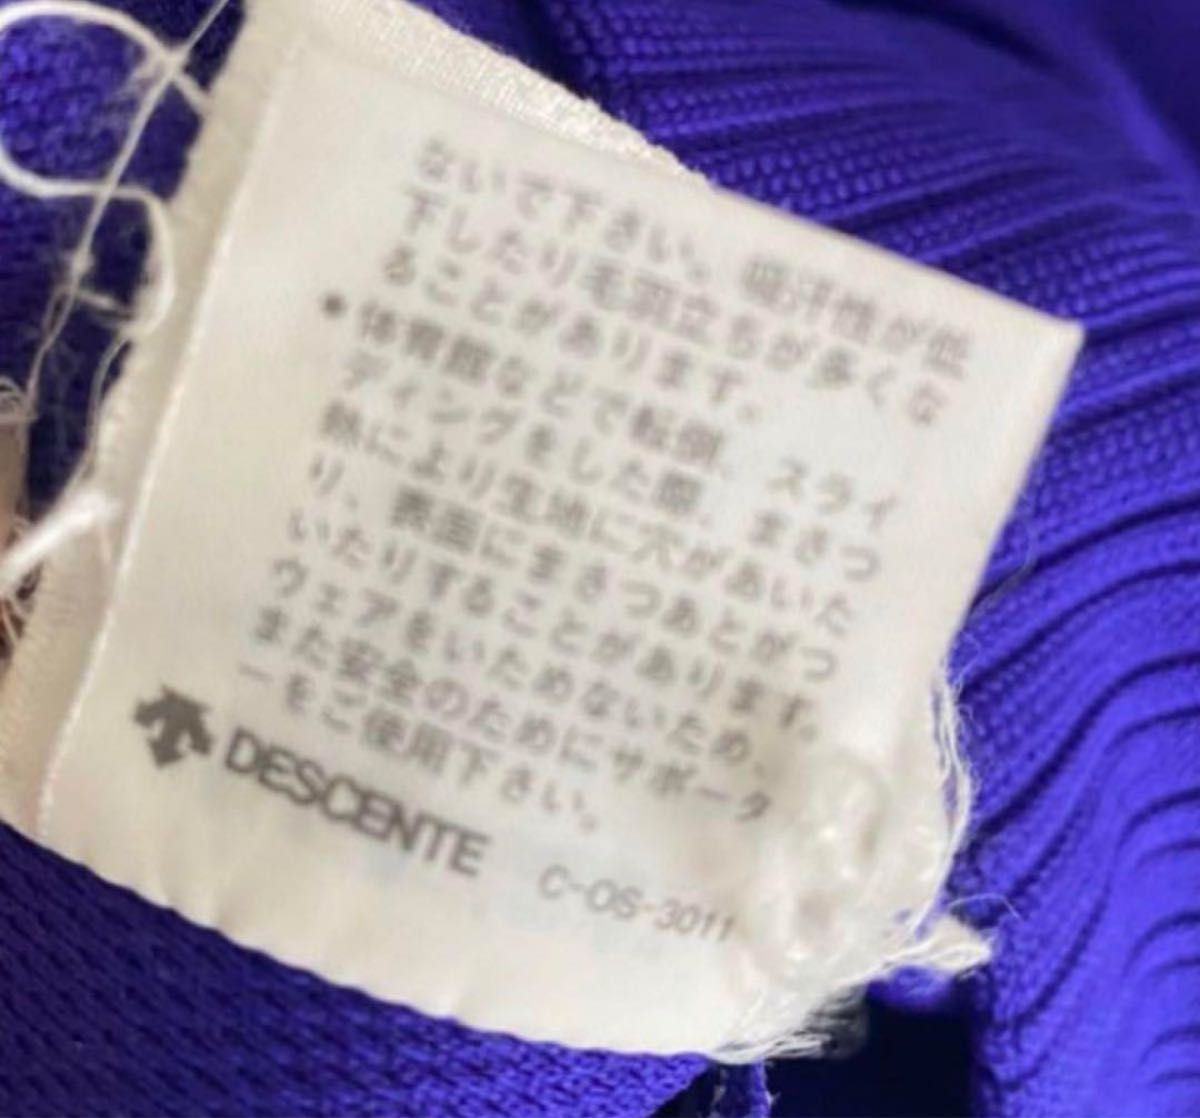 ないで下さい。吸汗性が低
下したり毛羽立ちが多くな
ることがあります。
●体育館などで転倒、スライ
ディングをした際、まさつ
熱により生地に穴があいた
り、表面にまさつあとがつ
いたりすることがあります。
ウェアをいためないため、
また安全のためにサポータ
ーをご使用下さい。
DESCENTE C-OS-3011